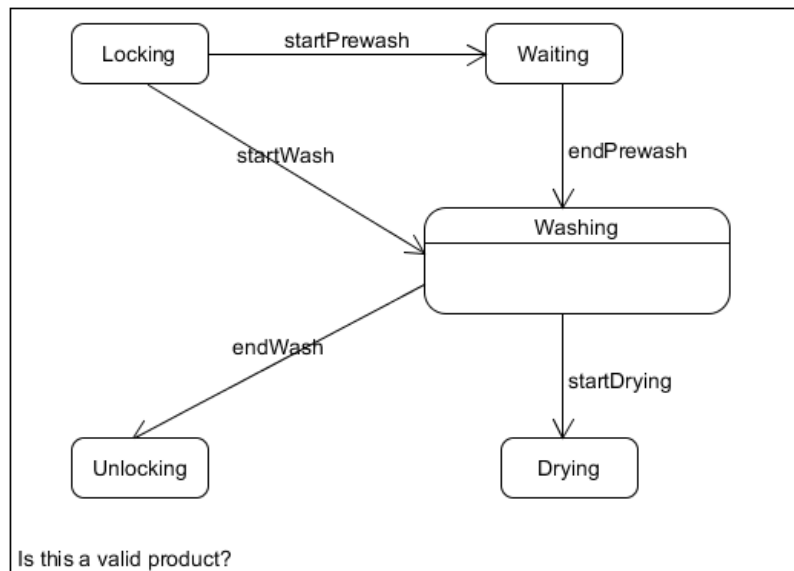 Locking
startPrewash
Waiting
startWash
endPrewash
Washing
endWash
startDrying
Unlocking
Drying
Is this a valid product?